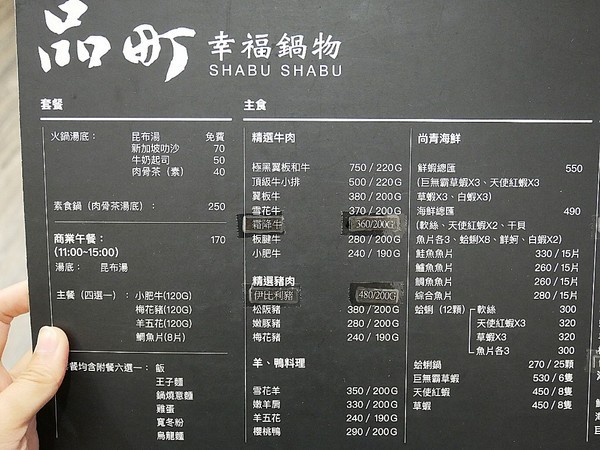 品町 幸福鍋物
SHABU SHABU
套餐
火鍋湯底： 昆布湯 免費
新加坡叻沙 70
牛奶起司 50
肉骨茶（素） 40
素食鍋（肉骨茶湯底）： 250
商業午餐： 170
(11:00~15:00)
湯底： 昆布湯
主餐（四選一）： 小肥牛(120G)
梅花豬(120G)
羊五花(120G)
鯛魚片(8片)
餐均含附餐六選一： 飯
王子麵
鍋燒意麵
雞蛋
寬冬粉
烏龍麵
主食
精選牛肉
極黑翼板和牛 750 / 220G
頂級牛小排 500 / 220G
翼板牛 380 / 200G
雪花牛 370 / 200G
霜降牛 360/200G
板腱牛 280 / 200G
小肥牛 240 / 190G
精選豬肉
伊比利豬 480/200G
松阪豬 380 / 200G
嫩豚豬 280 / 200G
梅花豬 240 / 190G
羊、鴨料理
雪花羊 350 / 200G
嫩羊肩 330 / 200G
羊五花 240 / 190G
櫻桃鴨 290 / 200G
尚青海鮮
鮮蝦總匯 550
(巨無霸草蝦X3、天使紅蝦X3
草蝦X3、白蝦X3)
海鮮總匯 490
(軟絲、天使紅蝦X2、干貝
魚片各3、蛤蜊X8、鮮蚵、白蝦X2)
鮭魚魚片 330 / 15片
鱸魚魚片 260 / 15片
鯛魚魚片 260 / 15片
綜合魚片 280 / 15片
蛤蜊 (12顆) 軟絲 300
天使紅蝦X3 320
草蝦X3 320
魚片各3 300
蛤蜊鍋 270 / 25顆
巨無霸草蝦 530 / 6隻
天使紅蝦 450 / 8隻
草蝦 450 / 8隻